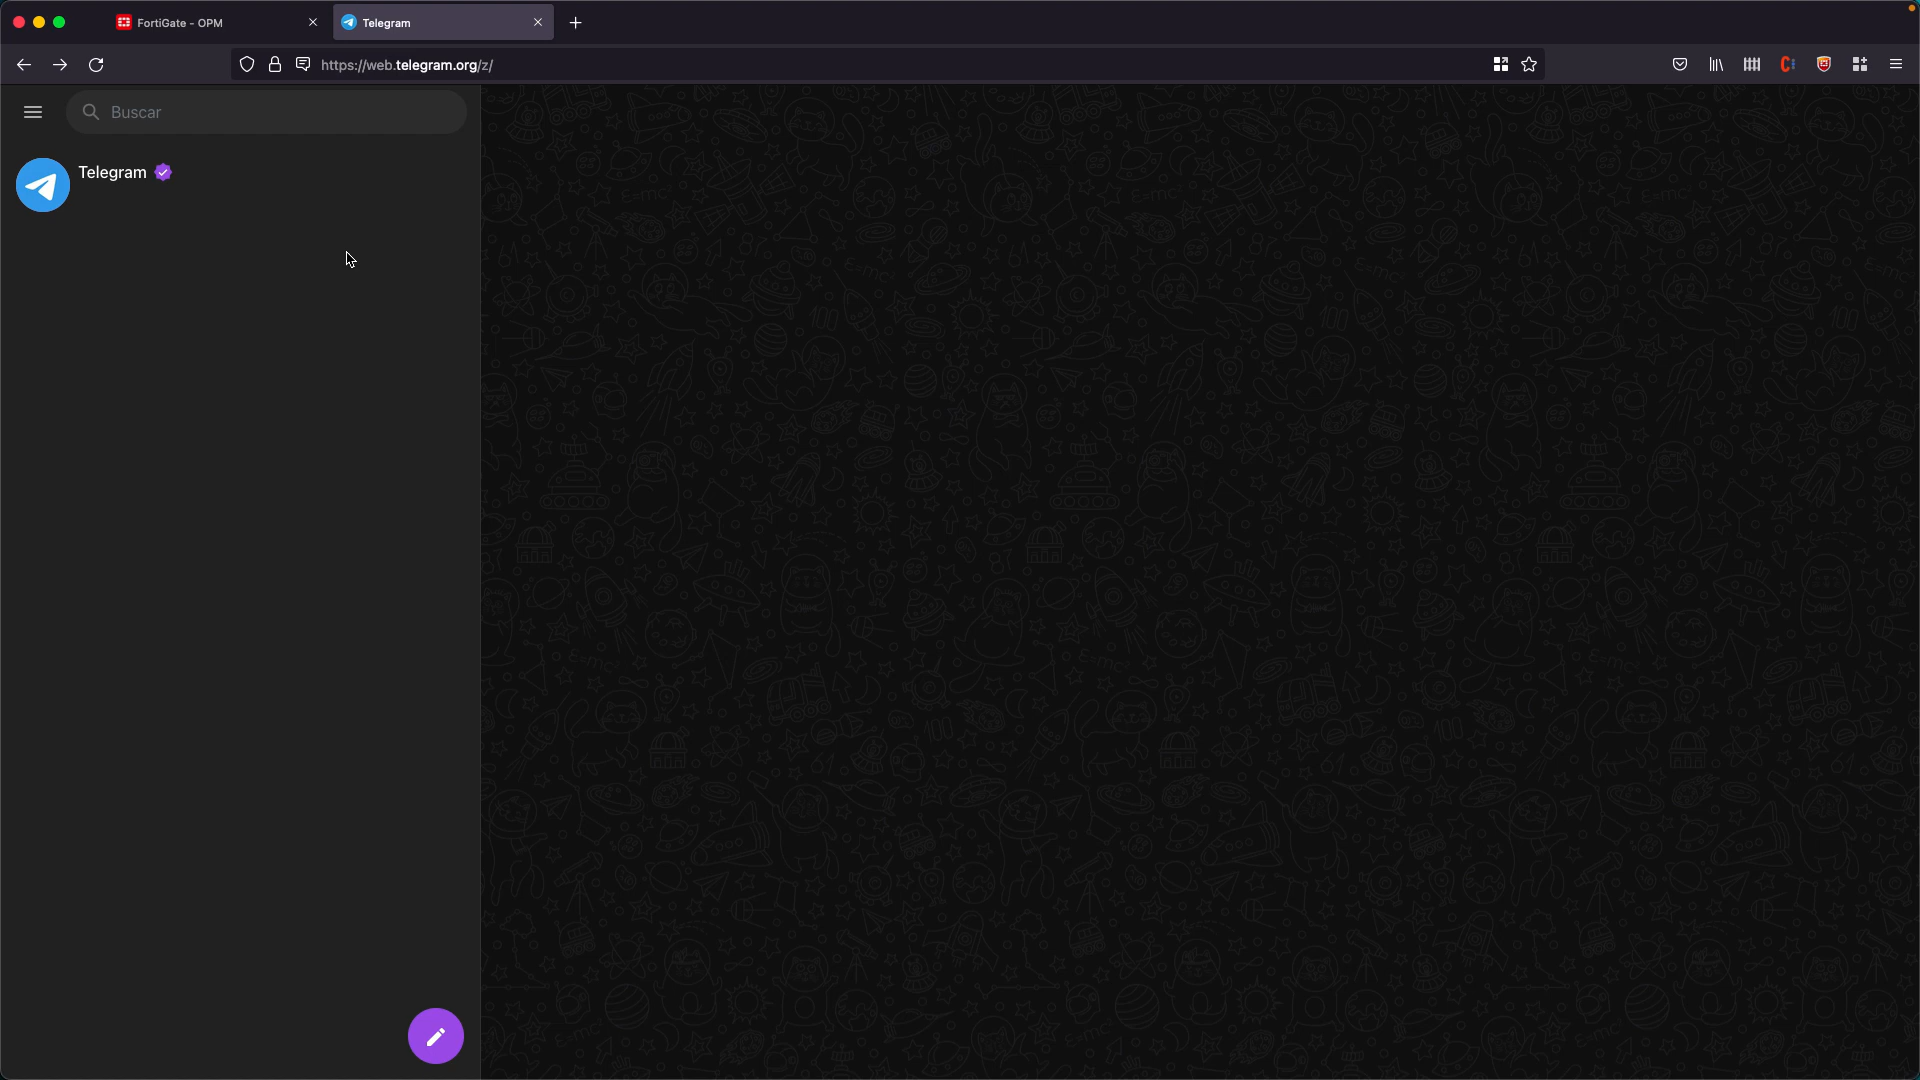 FortiGate - OPM
Telegram
https://web.telegram.org/z/
Buscar
Telegram